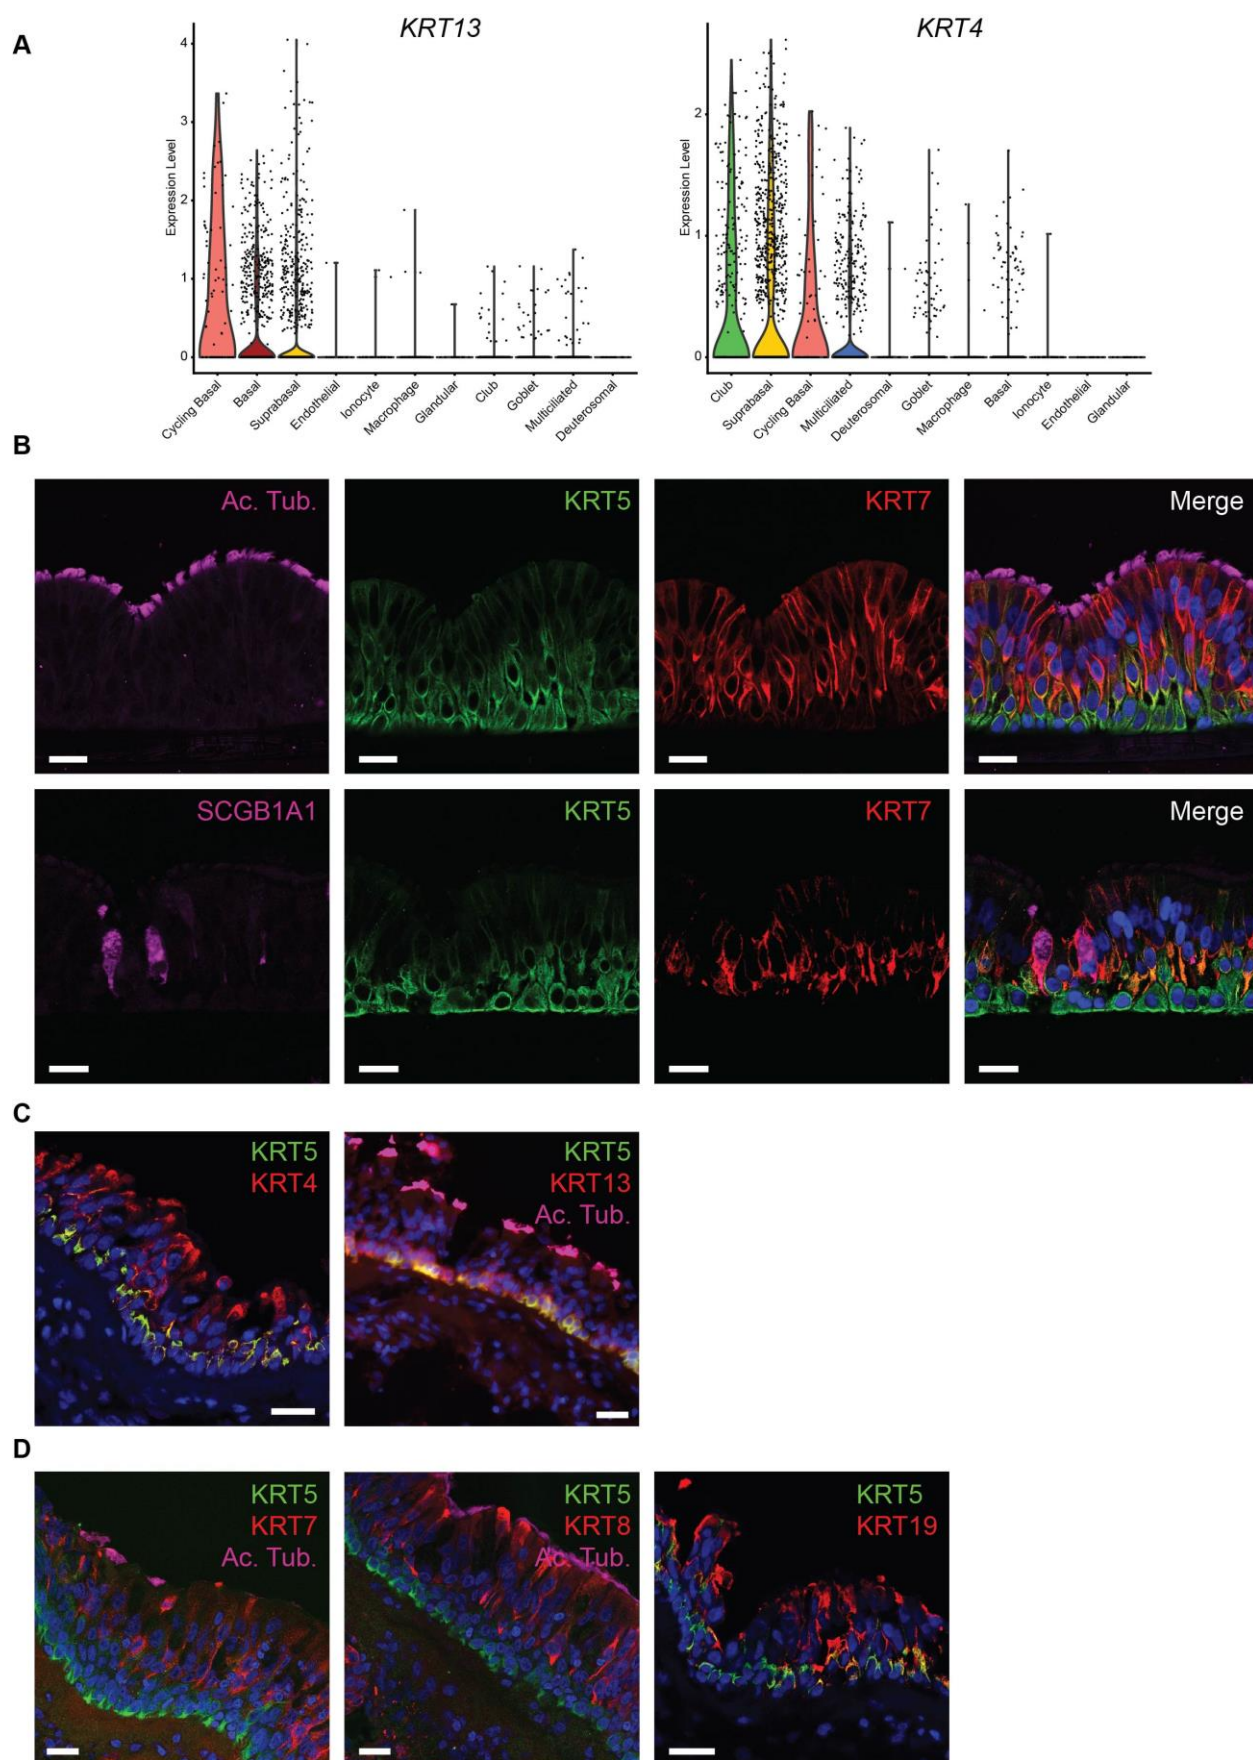 A
KRT13
KRT4
Expression Level
4
3
2
1
0
Cycling Basal
Basal
Suprabasal
Endothelial
Ionocyte
Macrophage
Glandular
Club
Goblet
Multiciliated
Deuterosomal
Expression Level
2
1
0
Club
Suprabasal
Cycling Basal
Multiciliated
Deuterosomal
Goblet
Macrophage
Basal
Ionocyte
Endothelial
Glandular
B
Ac. Tub.
KRT5
KRT7
Merge
SCGB1A1
KRT5
KRT7
Merge
C
KRT5
KRT4
KRT5
KRT13
Ac. Tub.
D
KRT5
KRT7
Ac. Tub.
KRT5
KRT8
Ac. Tub.
KRT5
KRT19